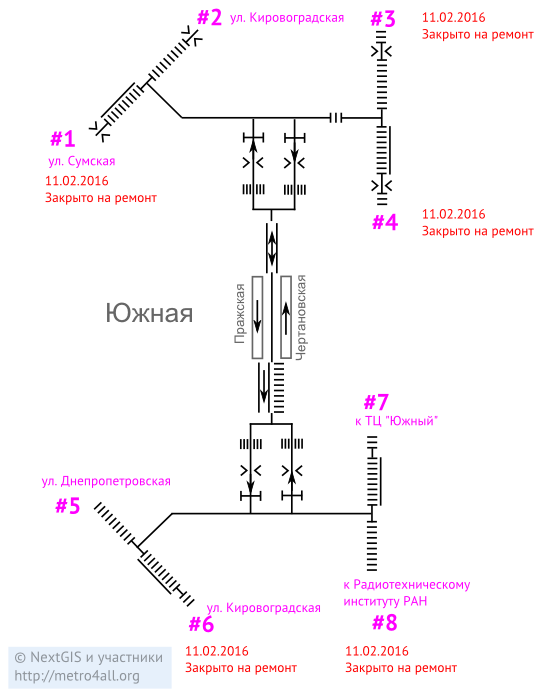 #2 ул. Кировоградская
#3
11.02.2016
Закрыто на ремонт
#1
ул. Сумская
11.02.2016
Закрыто на ремонт
#4
11.02.2016
Закрыто на ремонт
Южная
Пражская
Чертановская
#7
к ТЦ "Южный"
ул. Днепропетровская
#5
к Радиотехническому
институту РАН
#8
11.02.2016
Закрыто на ремонт
ул. Кировоградская
#6
11.02.2016
Закрыто на ремонт
© NextGIS и участники
http://metro4all.org